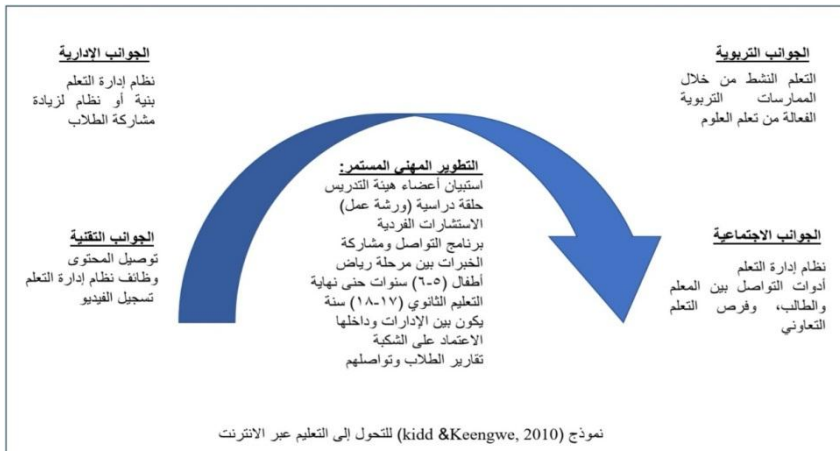 الجوانب التربوية
التعلم النشط من خلال
الممارسات التربوية
الفعالة من تعلم العلوم
الجوانب الإدارية
نظام إدارة التعلم
بنية أو نظام لزيادة
مشاركة الطلاب
التطوير المهني المستمر:
استبيان أعضاء هيئة التدريس
حلقة دراسية (ورشة عمل)
الاستشارات الفردية
برنامج التواصل ومشاركة
الخبرات بين مرحلة رياض
أطفال (٥-٦) سنوات حتى نهاية
التعليم الثانوي (١٧-١٨) سنة
يكون بين الإدارات وداخلها
الاعتماد على الشكبة
تقارير الطلاب وتواصلهم
الجوانب الاجتماعية
نظام إدارة التعلم
أدوات التواصل بين المعلم
والطالب، وفرص التعلم
التعاوني
الجوانب التقنية
توصيل المحتوى
وظائف نظام إدارة التعلم
تسجيل الفيديو
نموذج (kidd &Keengwe, 2010) للتحول إلى التعليم عبر الانترنت